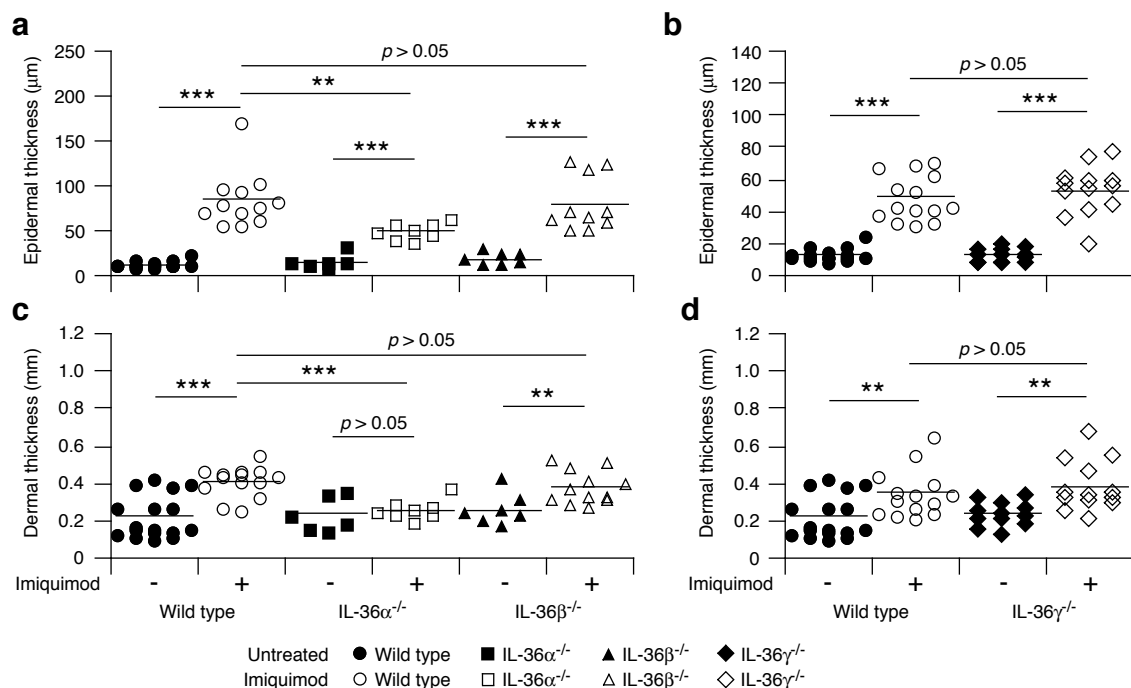 a
b
Epidermal thickness (μm)
250
200
150
100
50
0
***
**
p > 0.05
***
***
Epidermal thickness (μm)
140
120
100
80
60
40
20
0
***
p > 0.05
***
c
d
Dermal thickness (mm)
1.2
1.0
0.8
0.6
0.4
0.2
0
***
***
p > 0.05
p > 0.05
**
Dermal thickness (mm)
1.2
1.0
0.8
0.6
0.4
0.2
0
**
p > 0.05
**
Imiquimod - + - + - + - +  - +
Wild type IL-36α-/- IL-36β-/- Wild type IL-36γ-/-
Untreated Wild type IL-36α-/- IL-36β-/- IL-36γ-/-
Imiquimod Wild type IL-36α-/- IL-36β-/- IL-36γ-/-